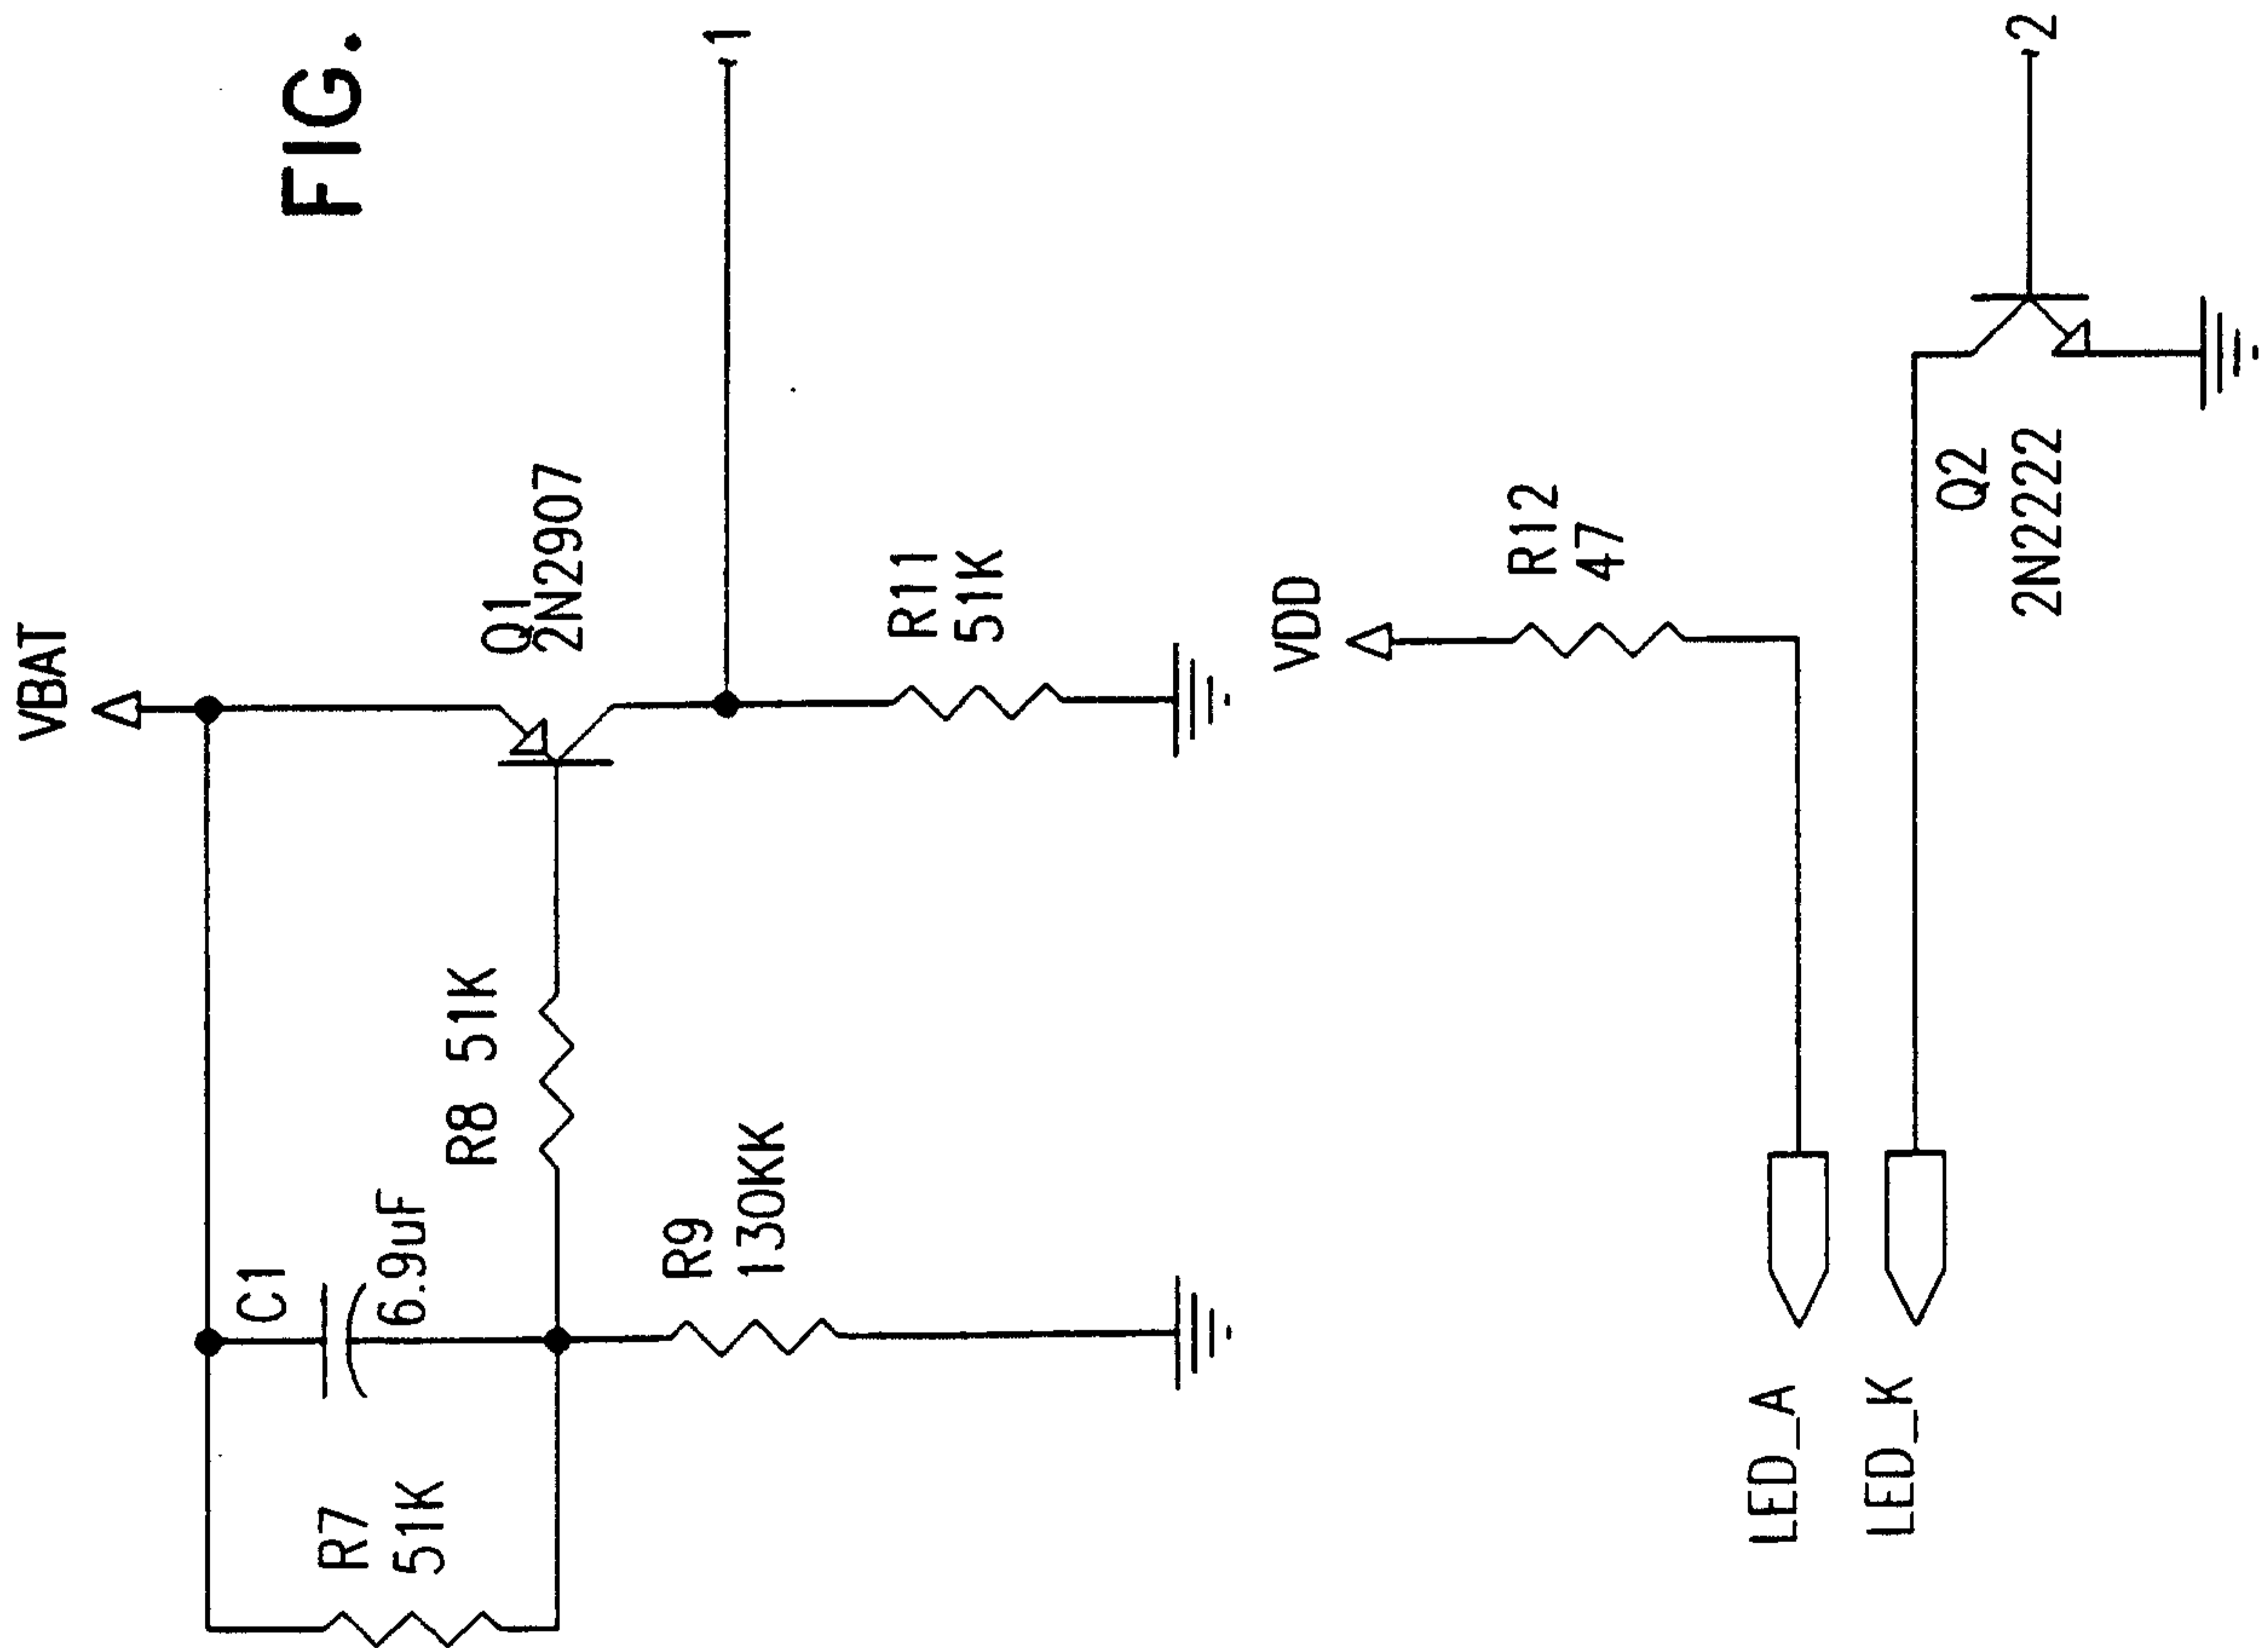 FIG.
VBAT
1
Q1
2N2907
R11
51K
C1
6.9uF
R8 51K
R7
51K
R9
130KK
VDD
R12
47
LED_A
LED_K
Q2
2N2222
2